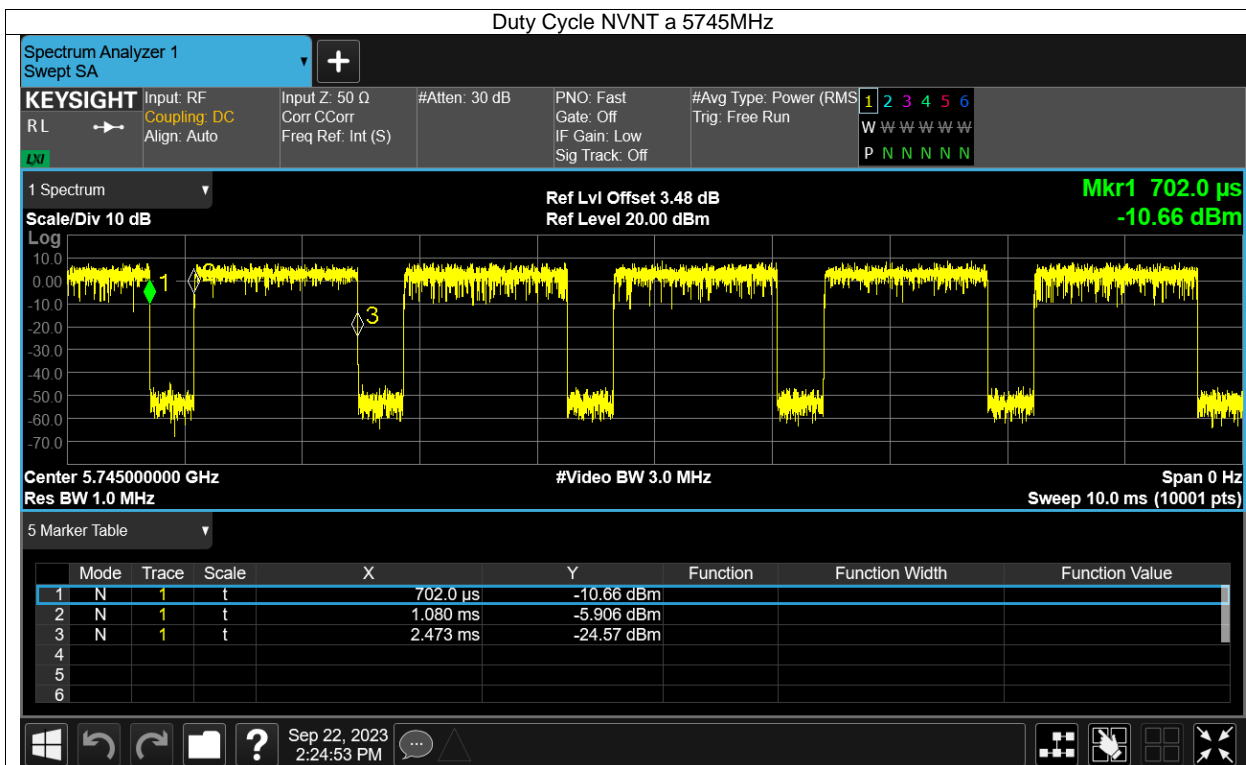 Duty Cycle NVNT a 5745MHz
Spectrum Analyzer 1
Swept SA
KEYSIGHT Input: RF Input Z: 50 Ω #Atten: 30 dB PNO: Fast #Avg Type: Power (RMS 1 2 3 4 5 6
RL Coupling: DC Corr CCorr Gate: Off Trig: Free Run W W W W W W
Align: Auto Freq Ref: Int (S) IF Gain: Low P N N N N N
LXI Sig Track: Off
1 Spectrum Ref Lvl Offset 3.48 dB Mkr1 702.0 µs
Scale/Div 10 dB Ref Level 20.00 dBm -10.66 dBm
Log
10.0
0.00 1
-10.0
3
-20.0
-30.0
-40.0
-50.0
-60.0
-70.0
Center 5.745000000 GHz #Video BW 3.0 MHz Span 0 Hz
Res BW 1.0 MHz Sweep 10.0 ms (10001 pts)
5 Marker Table
Mode Trace Scale X Y Function Function Width Function Value
1 N 1 t 702.0 µs -10.66 dBm
2 N 1 t 1.080 ms -5.906 dBm
3 N 1 t 2.473 ms -24.57 dBm
4
5
6
? Sep 22, 2023
2:24:53 PM